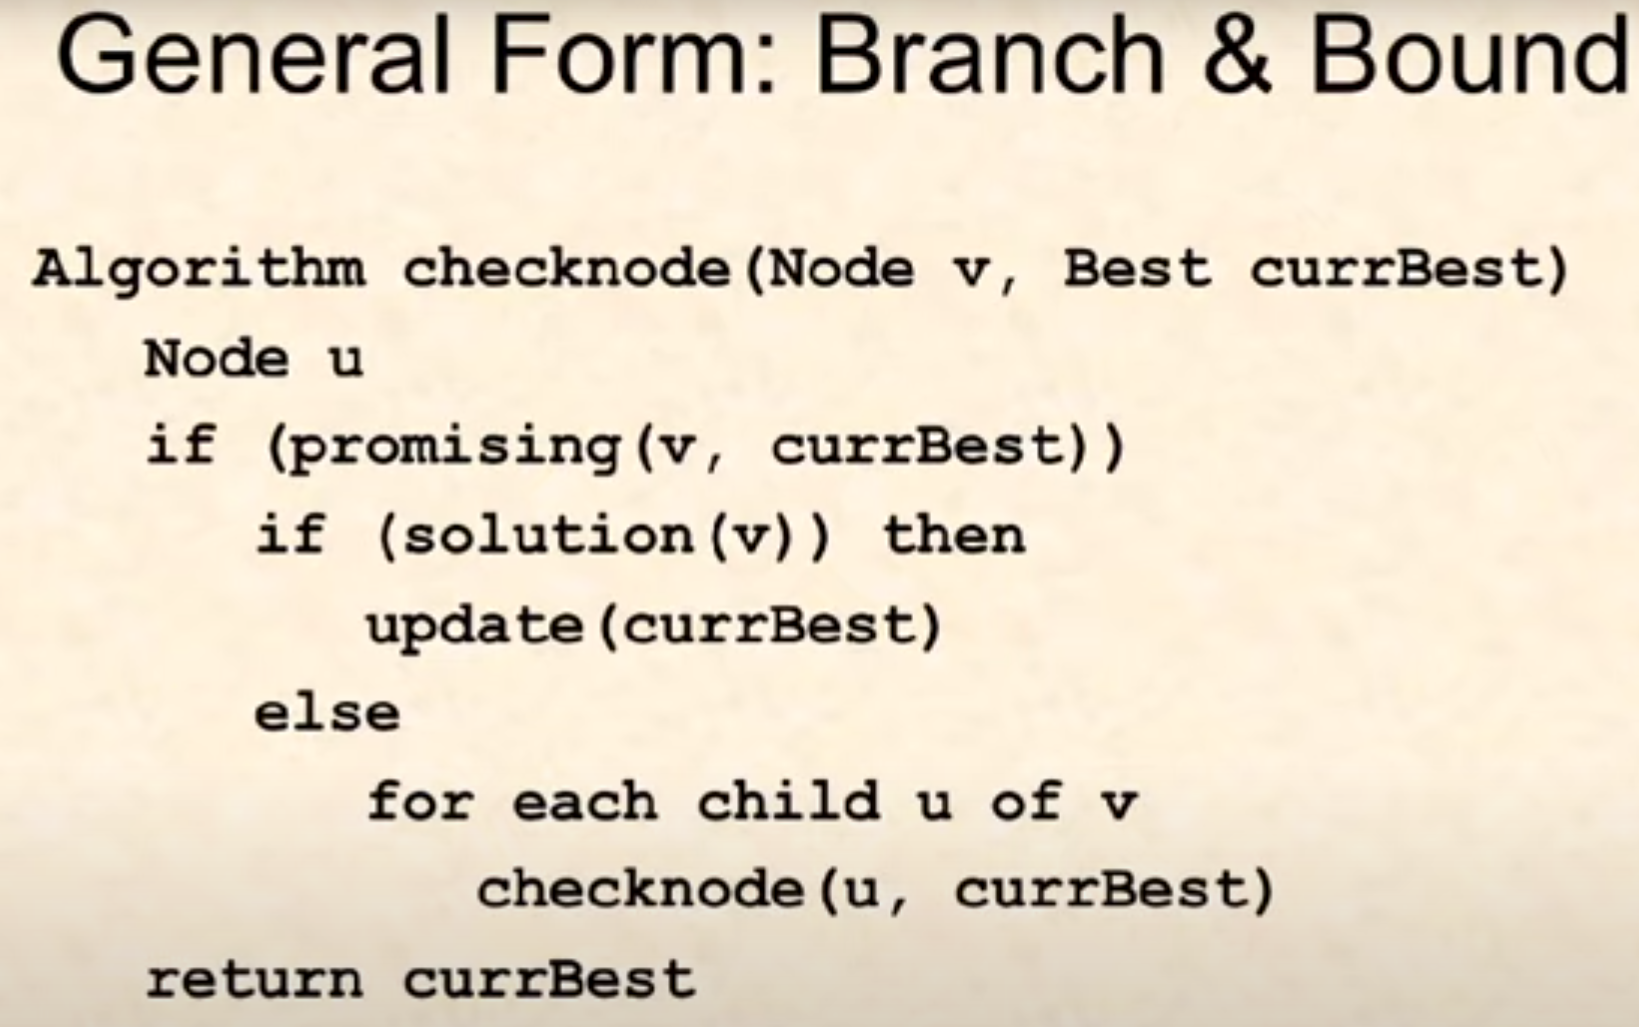 General Form: Branch & Bound
Algorithm checknode(Node v, Best currBest)
Node u
if (promising(v, currBest))
if (solution(v)) then
update(currBest)
else
for each child u of v
checknode(u, currBest)
return currBest